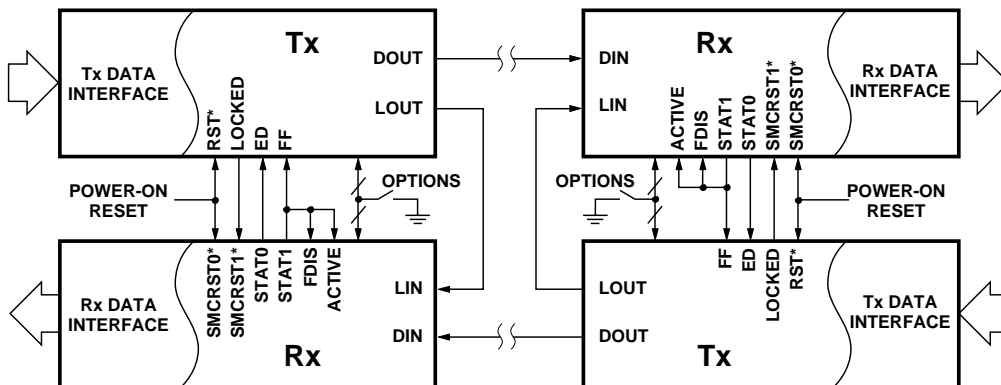 Tx
Tx DATA
INTERFACE
DOUT
LOUT
RST*
LOCKED
ED
FF
Rx
DIN
LIN
Rx DATA
INTERFACE
ACTIVE
FDIS
STAT1
STAT0
SMCRST1*
SMCRST0*
POWER-ON
RESET
OPTIONS
OPTIONS
POWER-ON
RESET
SMCRST0*
SMCRST1*
STAT0
STAT1
FDIS
ACTIVE
Rx DATA
INTERFACE
LIN
DIN
Rx
FF
ED
LOCKED
RST*
LOUT
DOUT
Tx DATA
INTERFACE
Tx